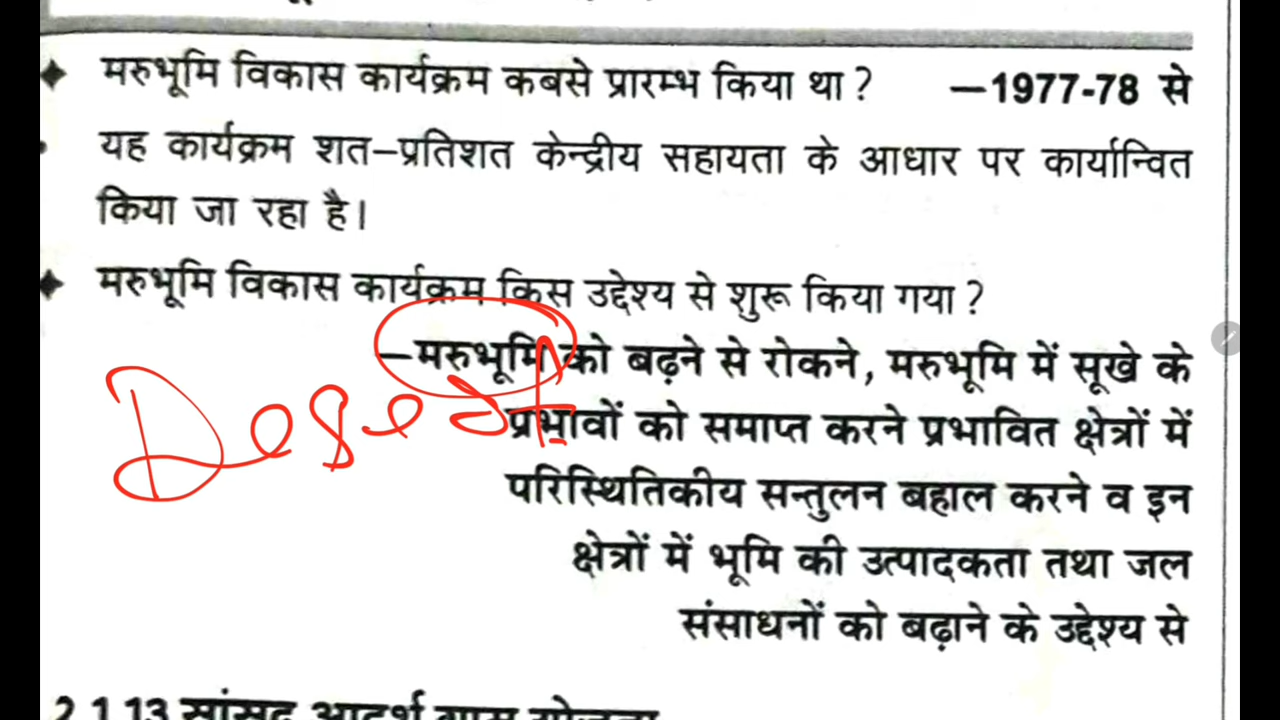 मरुभूमि विकास कार्यक्रम कबसे प्रारम्भ किया था ? —1977-78 से
यह कार्यक्रम शत-प्रतिशत केन्द्रीय सहायता के आधार पर कार्यान्वित
किया जा रहा है।
मरुभूमि विकास कार्यक्रम किस उद्देश्य से शुरू किया गया ?
—मरुभूमि को बढ़ने से रोकने, मरुभूमि में सूखे के
Desert
प्रभावों को समाप्त करने प्रभावित क्षेत्रों में
परिस्थितिकीय सन्तुलन बहाल करने व इन
क्षेत्रों में भूमि की उत्पादकता तथा जल
संसाधनों को बढ़ाने के उद्देश्य से
2.1.13 सांसद आदर्श ग्राम योजना